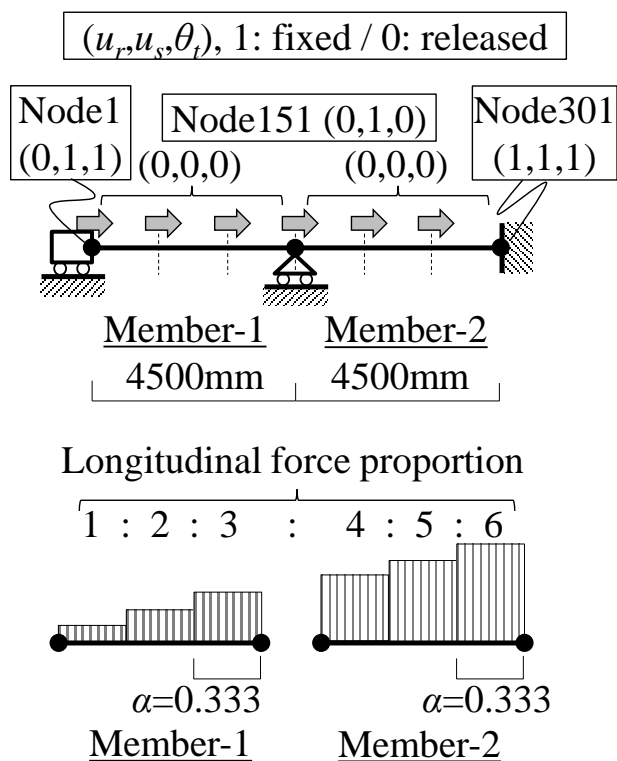 (u_r,u_s,θ_t), 1: fixed / 0: released
Node1
(0,1,1)
Node151 (0,1,0)
Node301
(1,1,1)
(0,0,0)
(0,0,0)
Member-1
Member-2
4500mm
4500mm
Longitudinal force proportion
1 : 2 : 3 : 4 : 5 : 6
α=0.333
α=0.333
Member-1
Member-2